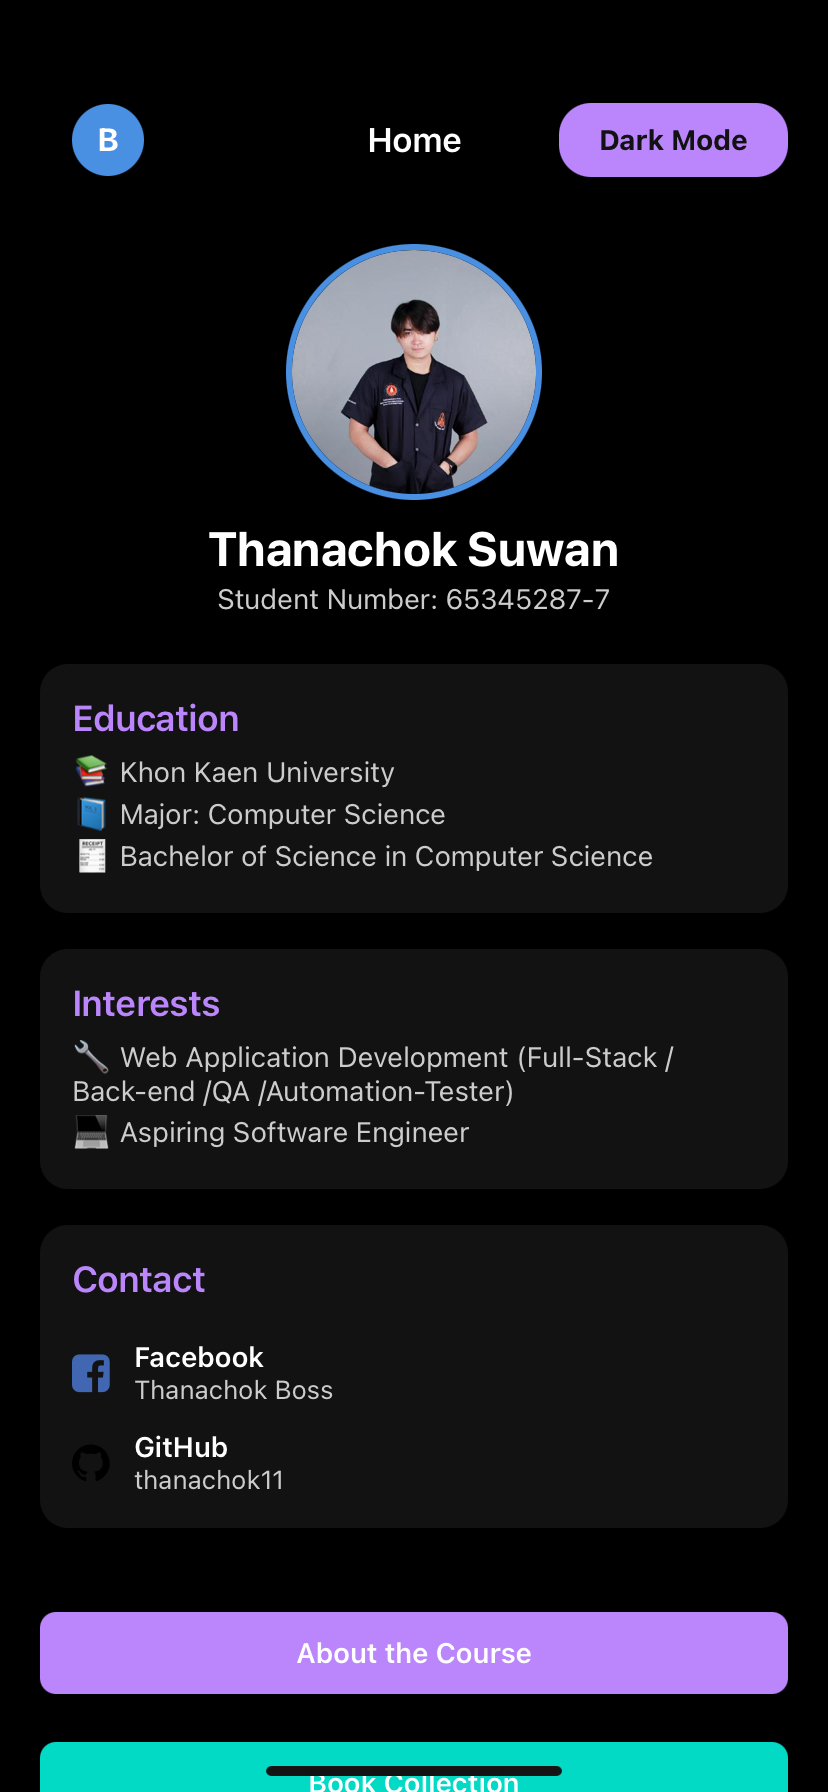 B
Home
Dark Mode
Thanachok Suwan
Student Number: 65345287-7
Education
📚 Khon Kaen University
📘 Major: Computer Science
🧾 Bachelor of Science in Computer Science
Interests
🔧 Web Application Development (Full-Stack /
Back-end /QA /Automation-Tester)
💻 Aspiring Software Engineer
Contact
Facebook
Thanachok Boss
GitHub
thanachok11
About the Course
Book Collection